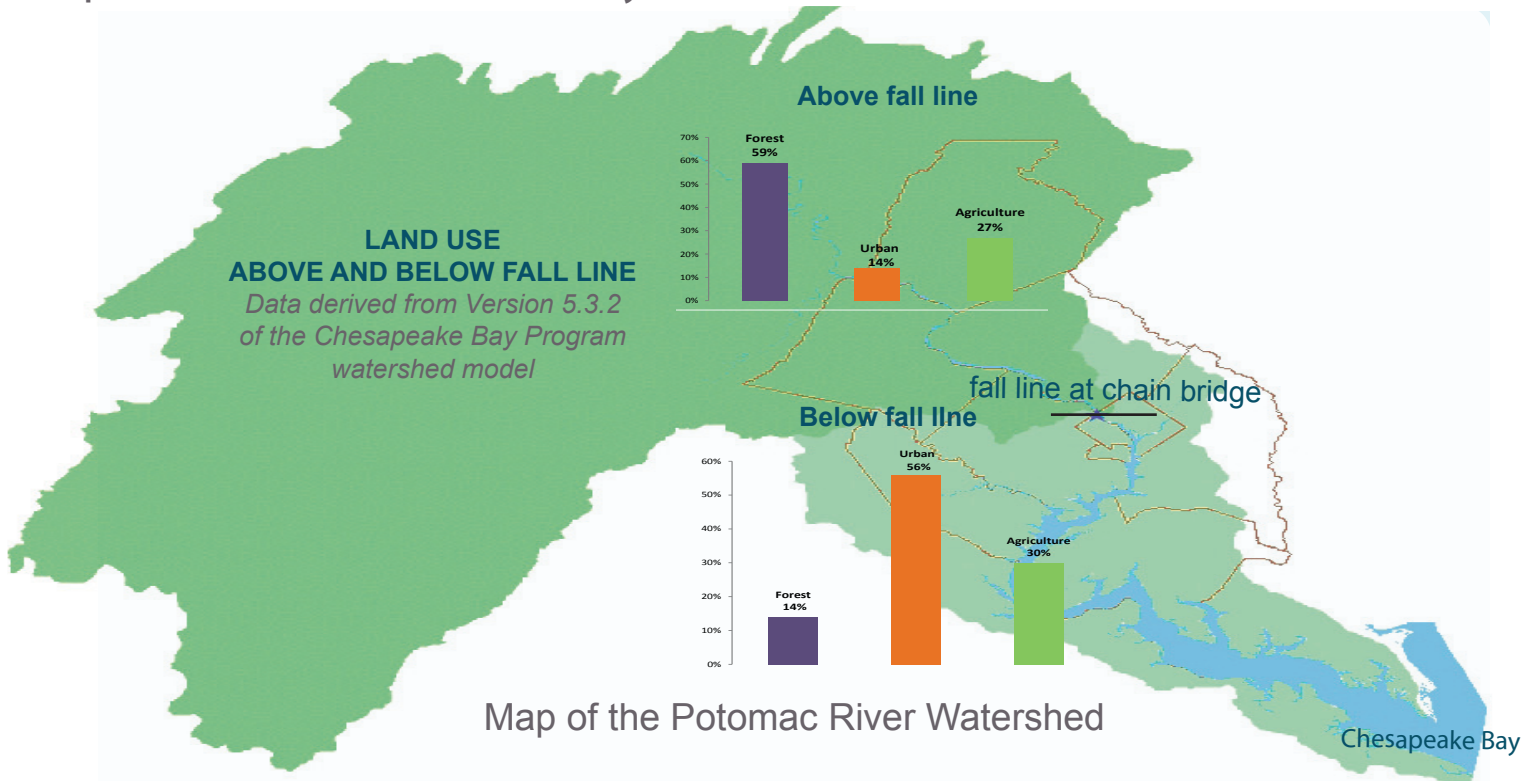 Above fall line
70%
60%
50%
40%
30%
20%
10%
0%
Forest
59%
Urban
14%
Agriculture
27%
LAND USE
ABOVE AND BELOW FALL LINE
Data derived from Version 5.3.2
of the Chesapeake Bay Program
watershed model
fall line at chain bridge
Below fall lIne
60%
50%
40%
30%
20%
10%
0%
Forest
14%
Urban
56%
Agriculture
30%
Map of the Potomac River Watershed
Chesapeake Bay